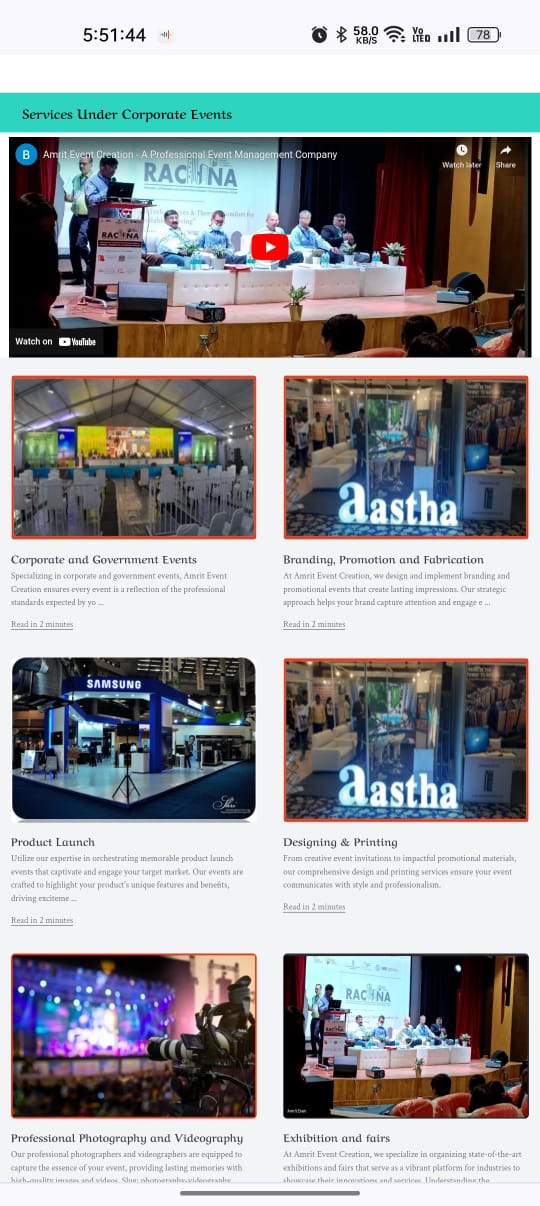 5:51:44
58.0
KB/S
Vo
LTE
78
Services Under Corporate Events
B
Amrit Event Creation - A Professional Event Management Company
Watch later
Share
RACHNA
RACHNA
Watch on YouTube
aastha
Corporate and Government Events
Specializing in corporate and government events, Amrit Event
Creation ensures every event is a reflection of the professional
standards expected by yo ...
Read in 2 minutes
Branding, Promotion and Fabrication
At Amrit Event Creation, we design and implement branding and
promotional events that create lasting impressions. Our strategic
approach helps your brand capture attention and engage e ...
Read in 2 minutes
SAMSUNG
aastha
Product Launch
Utilize our expertise in orchestrating memorable product launch
events that captivate and engage your target market. Our events are
crafted to highlight your product's unique features and benefits,
driving exciteme ...
Read in 2 minutes
Designing & Printing
From creative event invitations to impactful promotional materials,
our comprehensive design and printing services ensure your event
communicates with style and professionalism.
Read in 2 minutes
RACHNA
Professional Photography and Videography
Our professional photographers and videographers are equipped to
capture the essence of your event, providing lasting memories with
high-quality images and videos. Slug: photography-videography
Exhibition and fairs
At Amrit Event Creation, we specialize in organizing state-of-the-art
exhibitions and fairs that serve as a vibrant platform for industries to
showcase their innovations and services. Understanding the